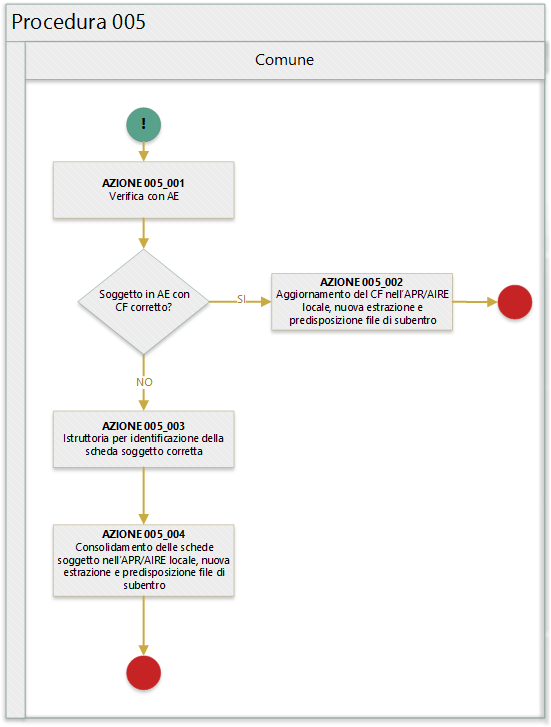 Procedura 005
Comune
!
AZIONE 005_001
Verifica con AE
Soggetto in AE con
CF corretto?
SI
AZIONE 005_002
Aggiornamento del CF nell'APR/AIRE
locale, nuova estrazione e
predisposizione file di subentro
NO
AZIONE 005_003
Istruttoria per identificazione della
scheda soggetto corretta
AZIONE 005_004
Consolidamento delle schede
soggetto nell'APR/AIRE locale, nuova
estrazione e predisposizione file di
subentro